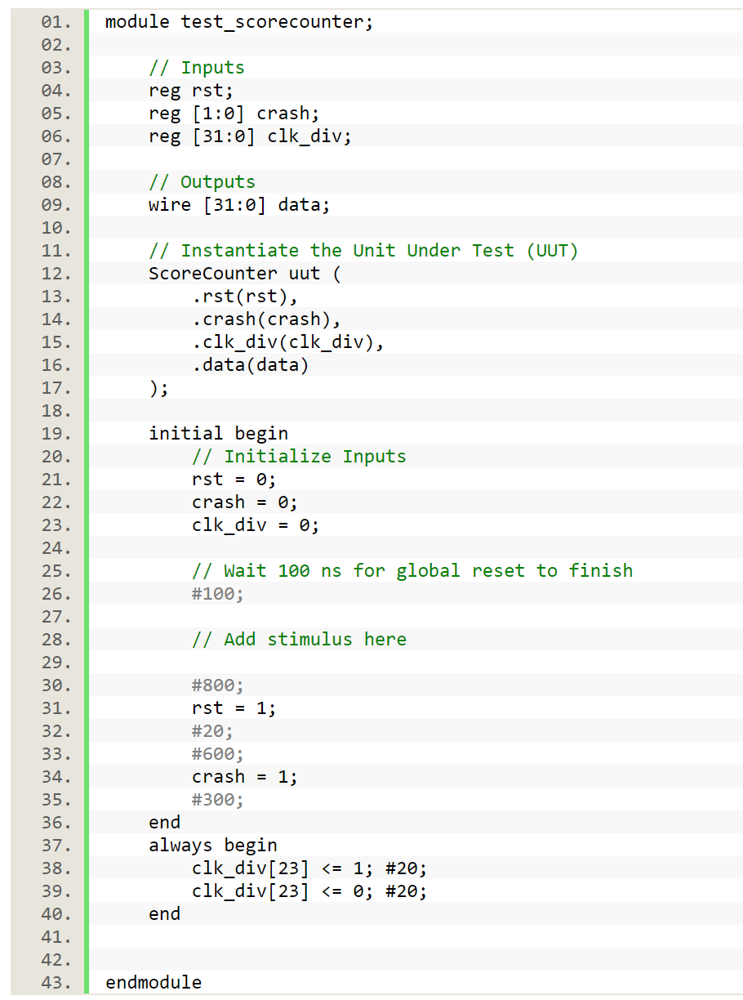 01. module test_scorecounter;
02.
03.     // Inputs
04.     reg rst;
05.     reg [1:0] crash;
06.     reg [31:0] clk_div;
07.
08.     // Outputs
09.     wire [31:0] data;
10.
11.     // Instantiate the Unit Under Test (UUT)
12.     ScoreCounter uut (
13.         .rst(rst),
14.         .crash(crash),
15.         .clk_div(clk_div),
16.         .data(data)
17.     );
18.
19.     initial begin
20.         // Initialize Inputs
21.         rst = 0;
22.         crash = 0;
23.         clk_div = 0;
24.
25.         // Wait 100 ns for global reset to finish
26.         #100;
27.
28.         // Add stimulus here
29.
30.         #800;
31.         rst = 1;
32.         #20;
33.         #600;
34.         crash = 1;
35.         #300;
36.     end
37.     always begin
38.         clk_div[23] <= 1; #20;
39.         clk_div[23] <= 0; #20;
40.     end
41.
42.
43. endmodule